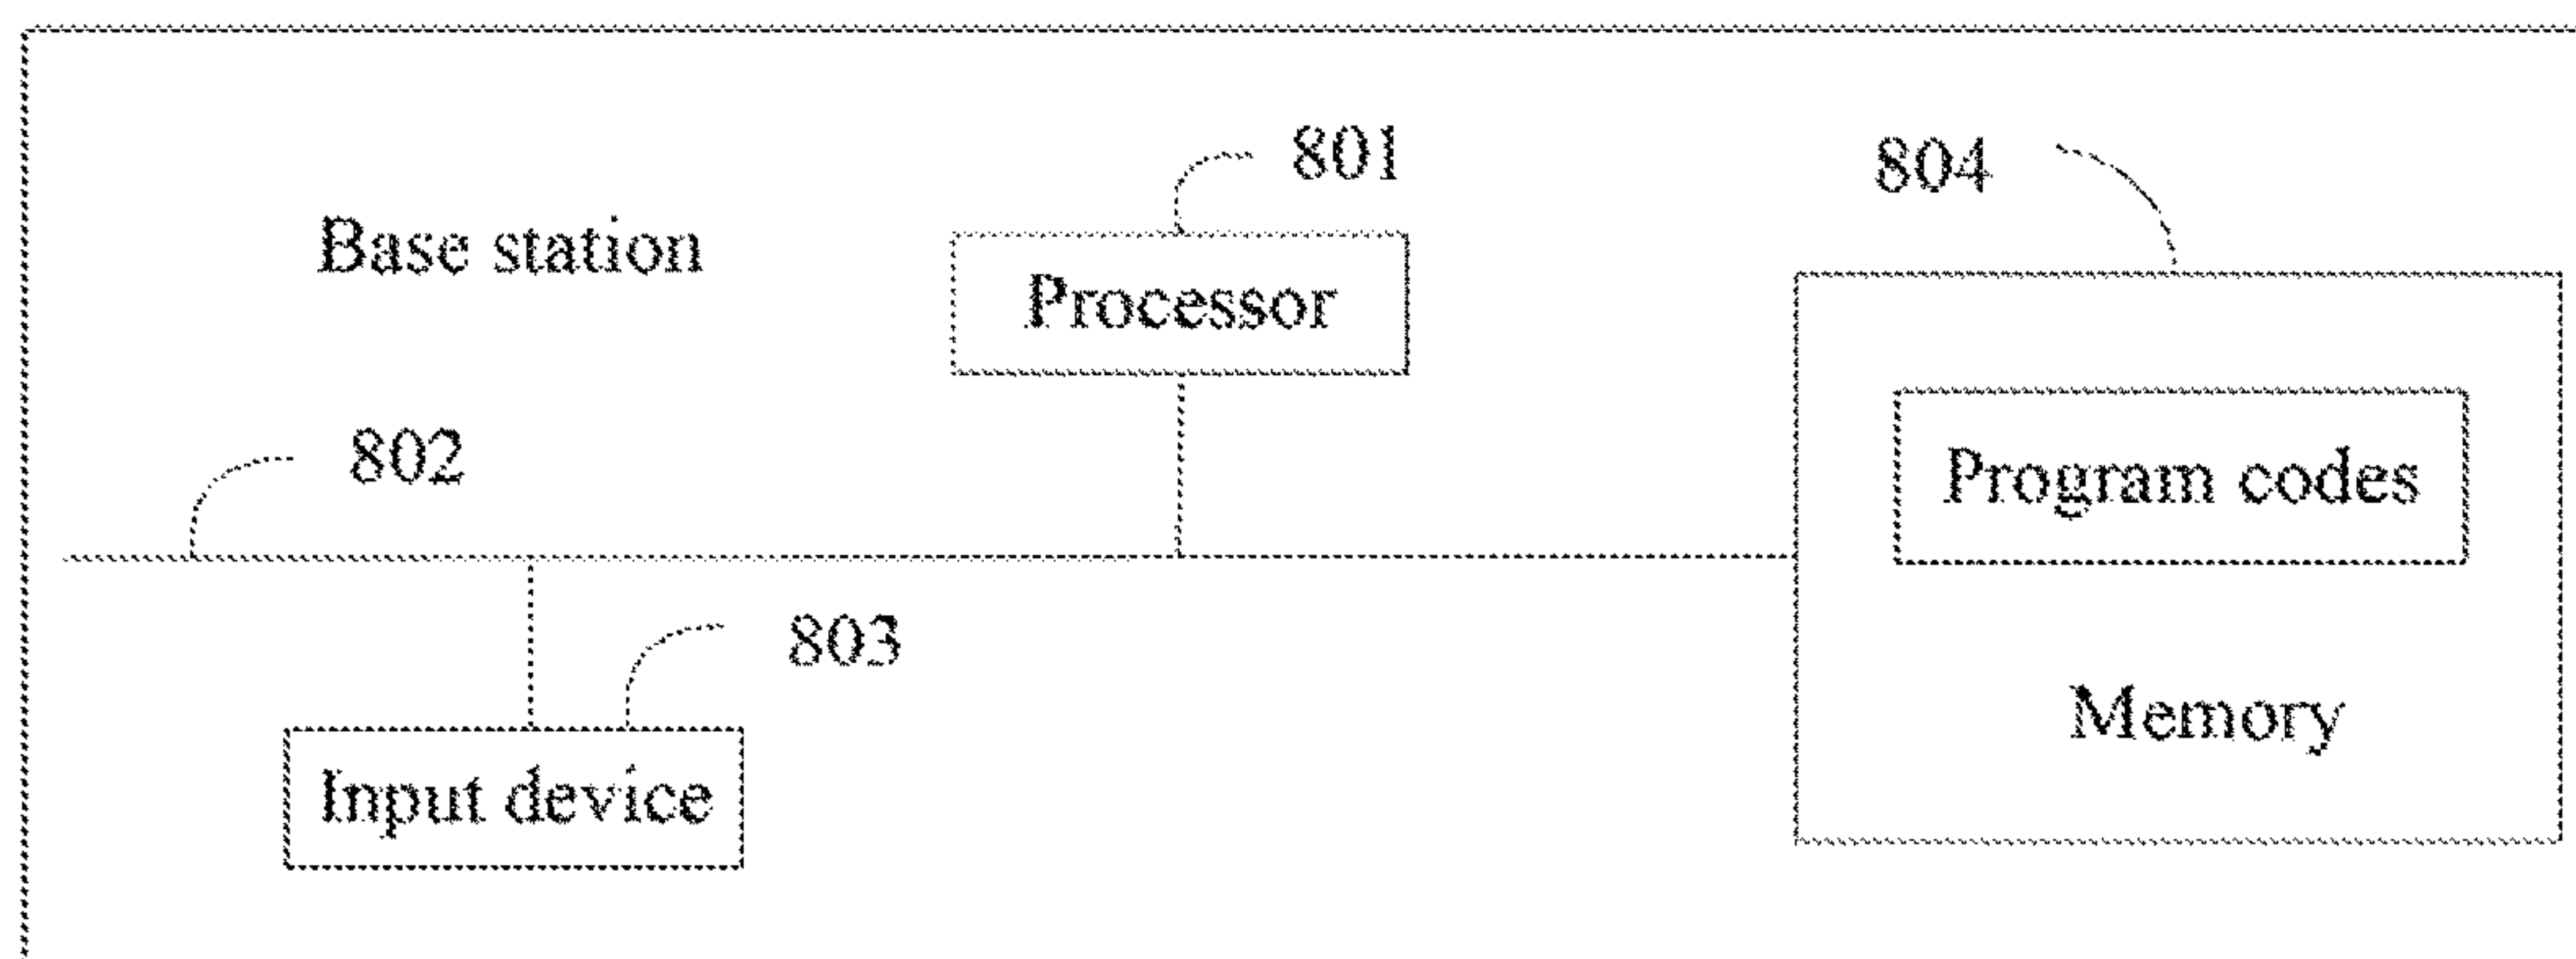 801
804
Base station
Processor
802
Program codes
803
Memory
Input device